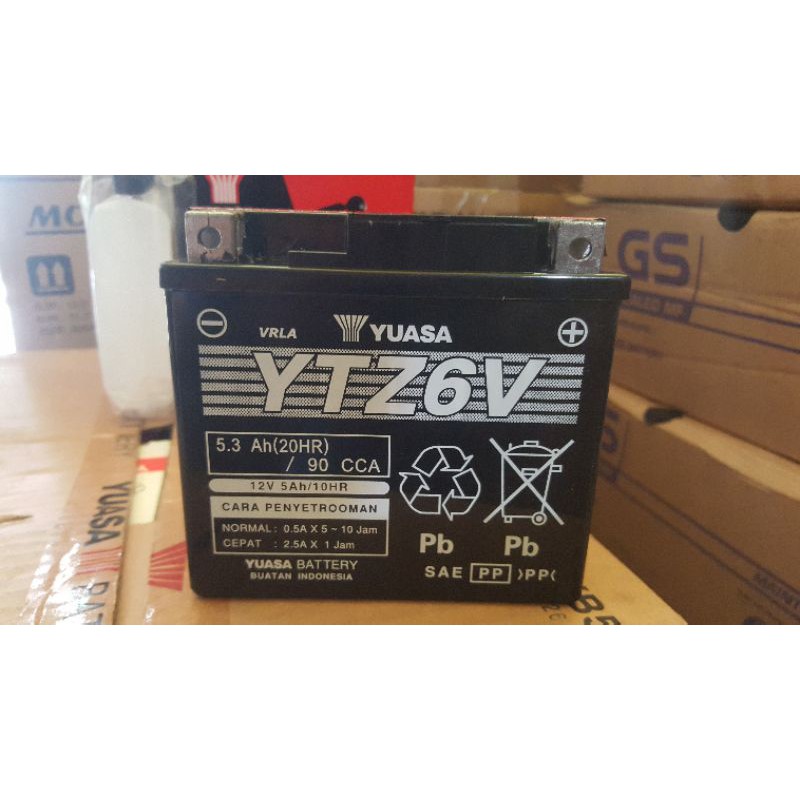 MC
GS
VRLA
YUASA
YTZ6V
5.3 Ah(20HR)
/ 90 CCA
12V 5Ah/10HR
CARA PENYETROOMAN
NORMAL : 0.5A X 5 ~ 10 Jam
CEPAT : 2.5A X 1 Jam
YUASA BATTERY
BUATAN INDONESIA
Pb
Pb
SAE PP >PP<
YUASA